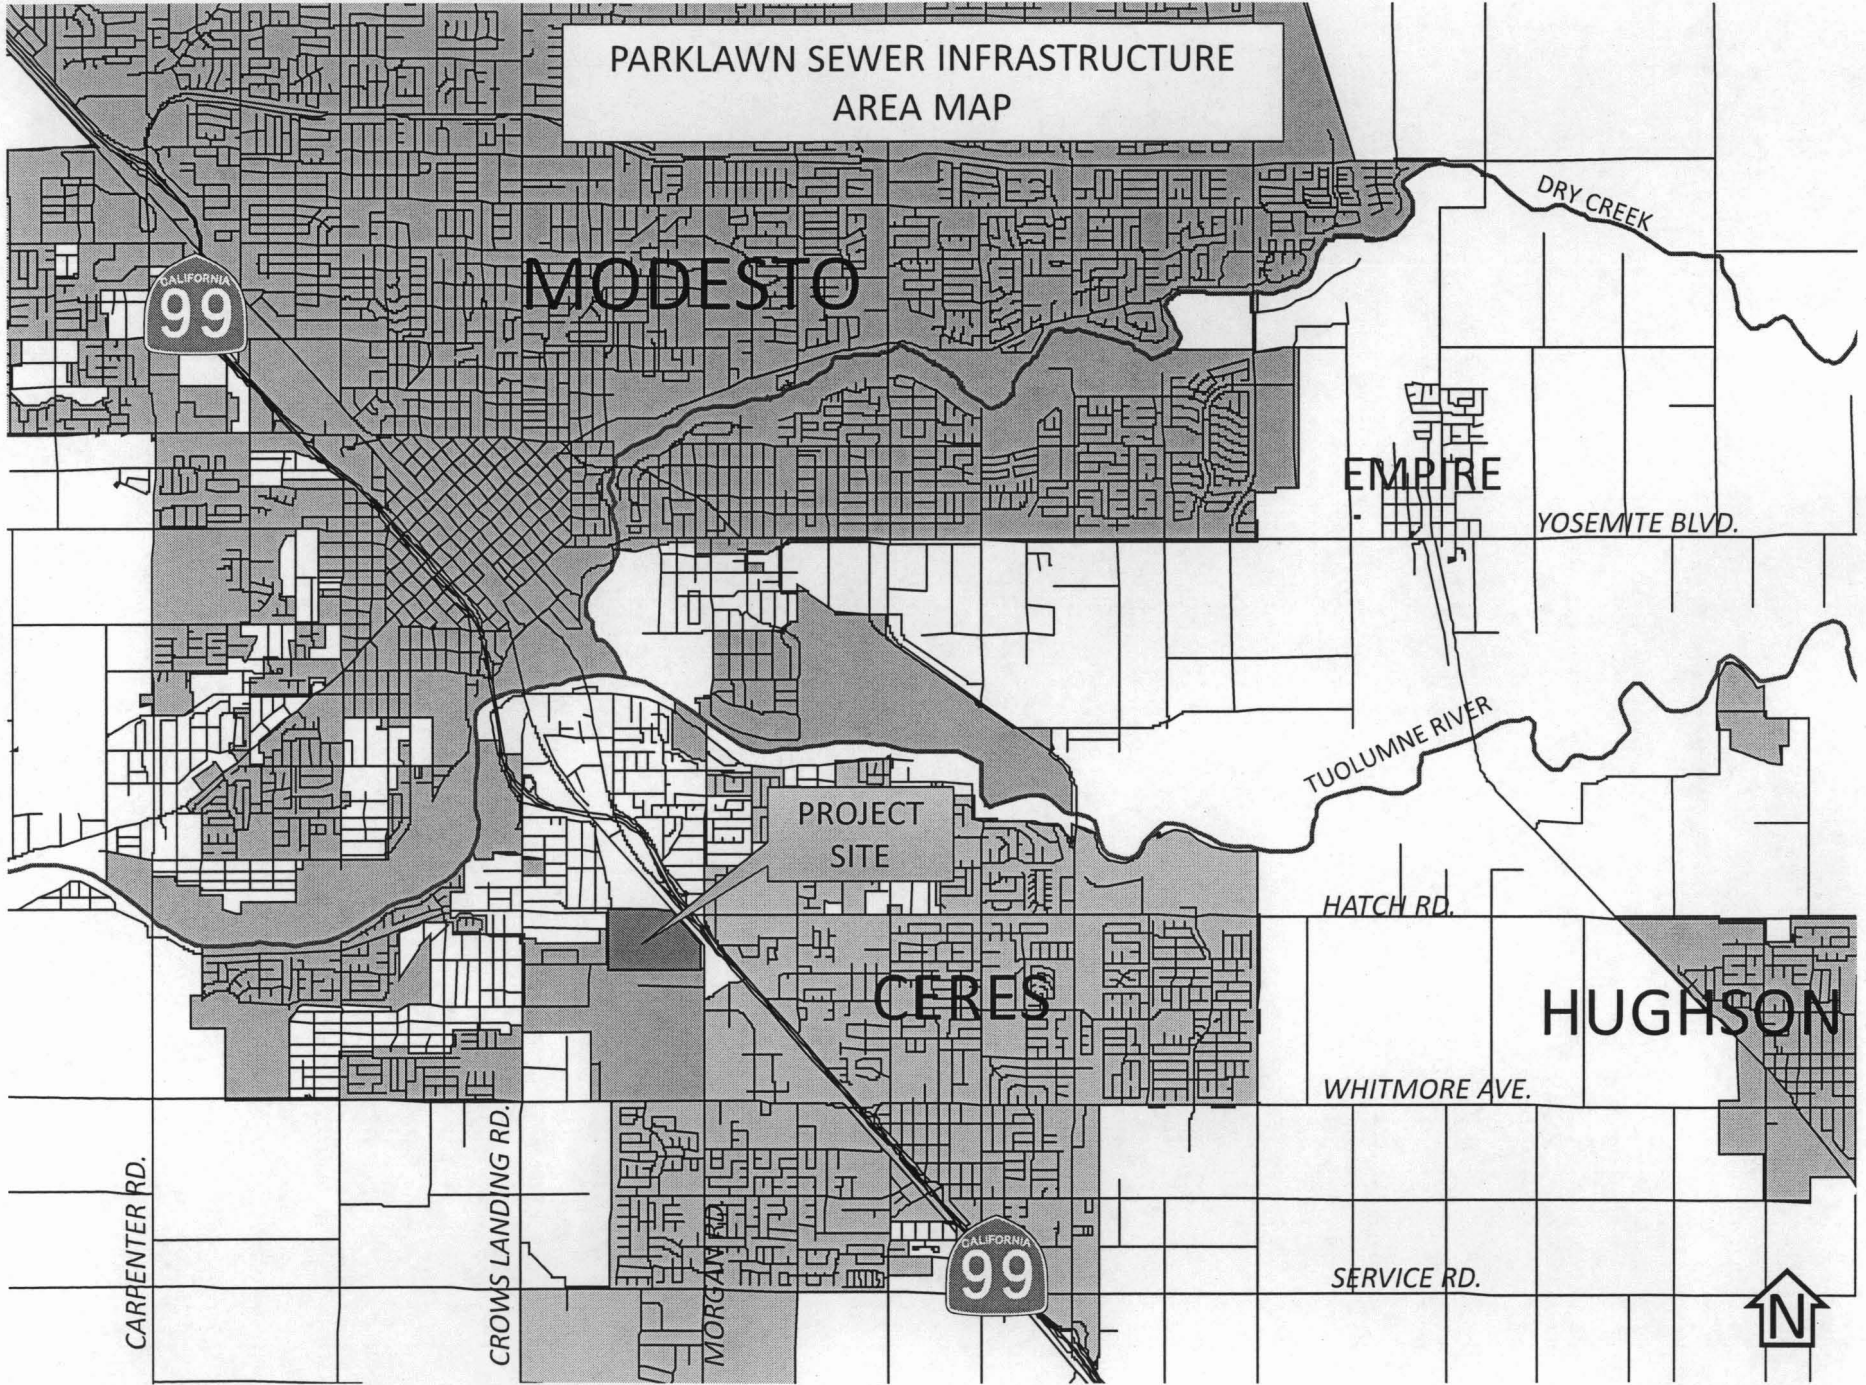 PARKLAWN SEWER INFRASTRUCTURE
AREA MAP
DRY CREEK
CALIFORNIA
99
MODESTO
EMPIRE
YOSEMITE BLVD.
TUOLUMNE RIVER
PROJECT
SITE
HATCH RD.
CERES
HUGHSON
WHITMORE AVE.
CARPENTER RD.
CROWS LANDING RD.
MORGAN RD.
CALIFORNIA
99
SERVICE RD.
N